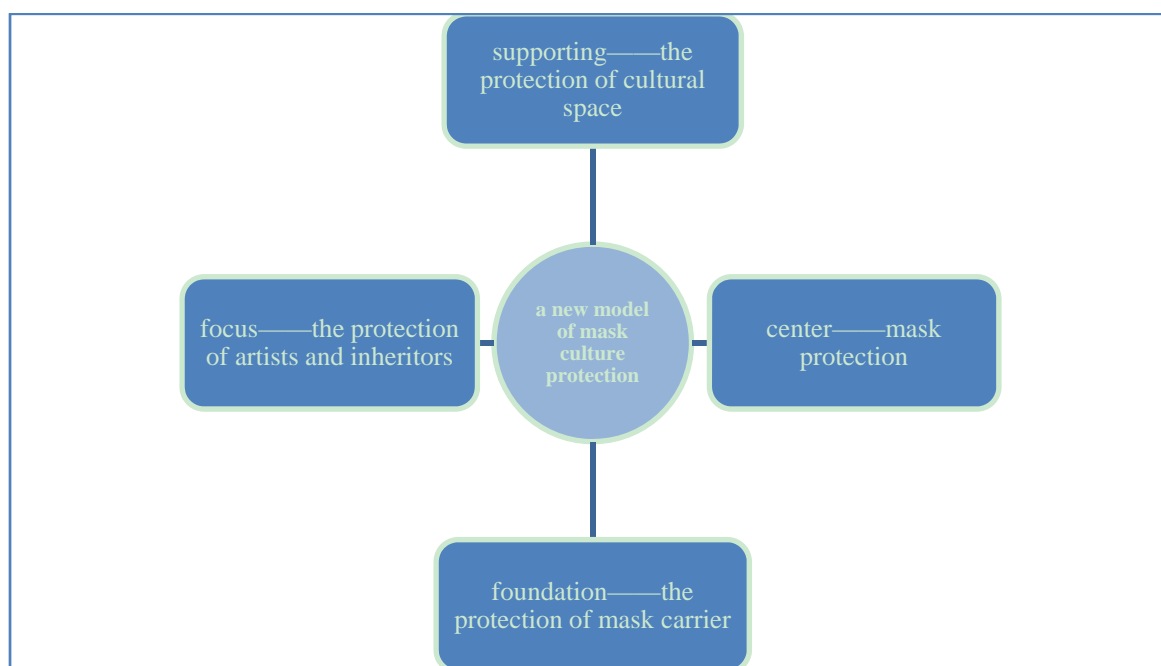 supporting——the
protection of cultural
space
focus——the protection
of artists and inheritors
a new model
of mask
culture
protection
center——mask
protection
foundation——the
protection of mask carrier